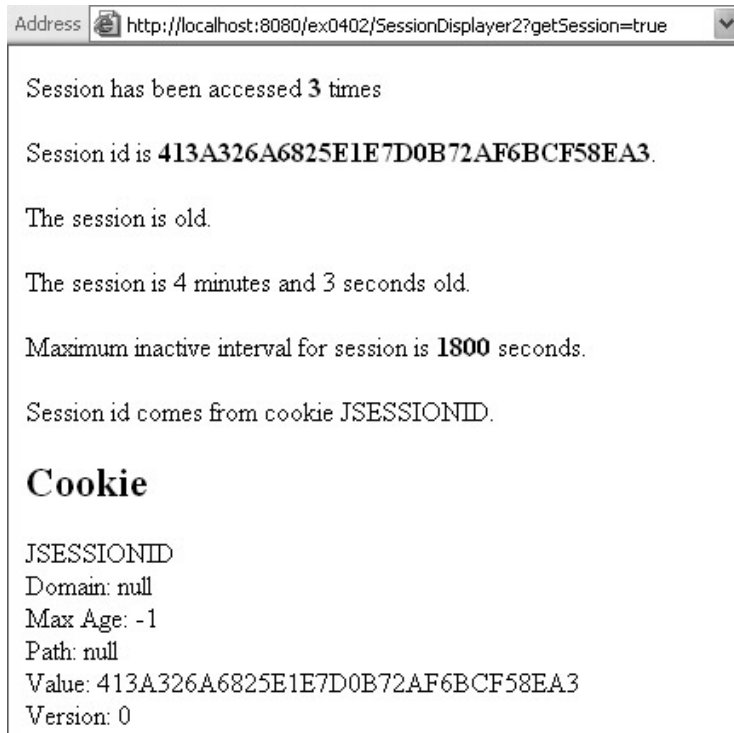 Address http://localhost:8080/ex0402/SessionDisplayer2?getSession=true
Session has been accessed 3 times
Session id is 413A326A6825E1E7D0B72AF6BCF58EA3.
The session is old.
The session is 4 minutes and 3 seconds old.
Maximum inactive interval for session is 1800 seconds.
Session id comes from cookie JSESSIONID.
Cookie
JSESSIONID
Domain: null
Max Age: -1
Path: null
Value: 413A326A6825E1E7D0B72AF6BCF58EA3
Version: 0